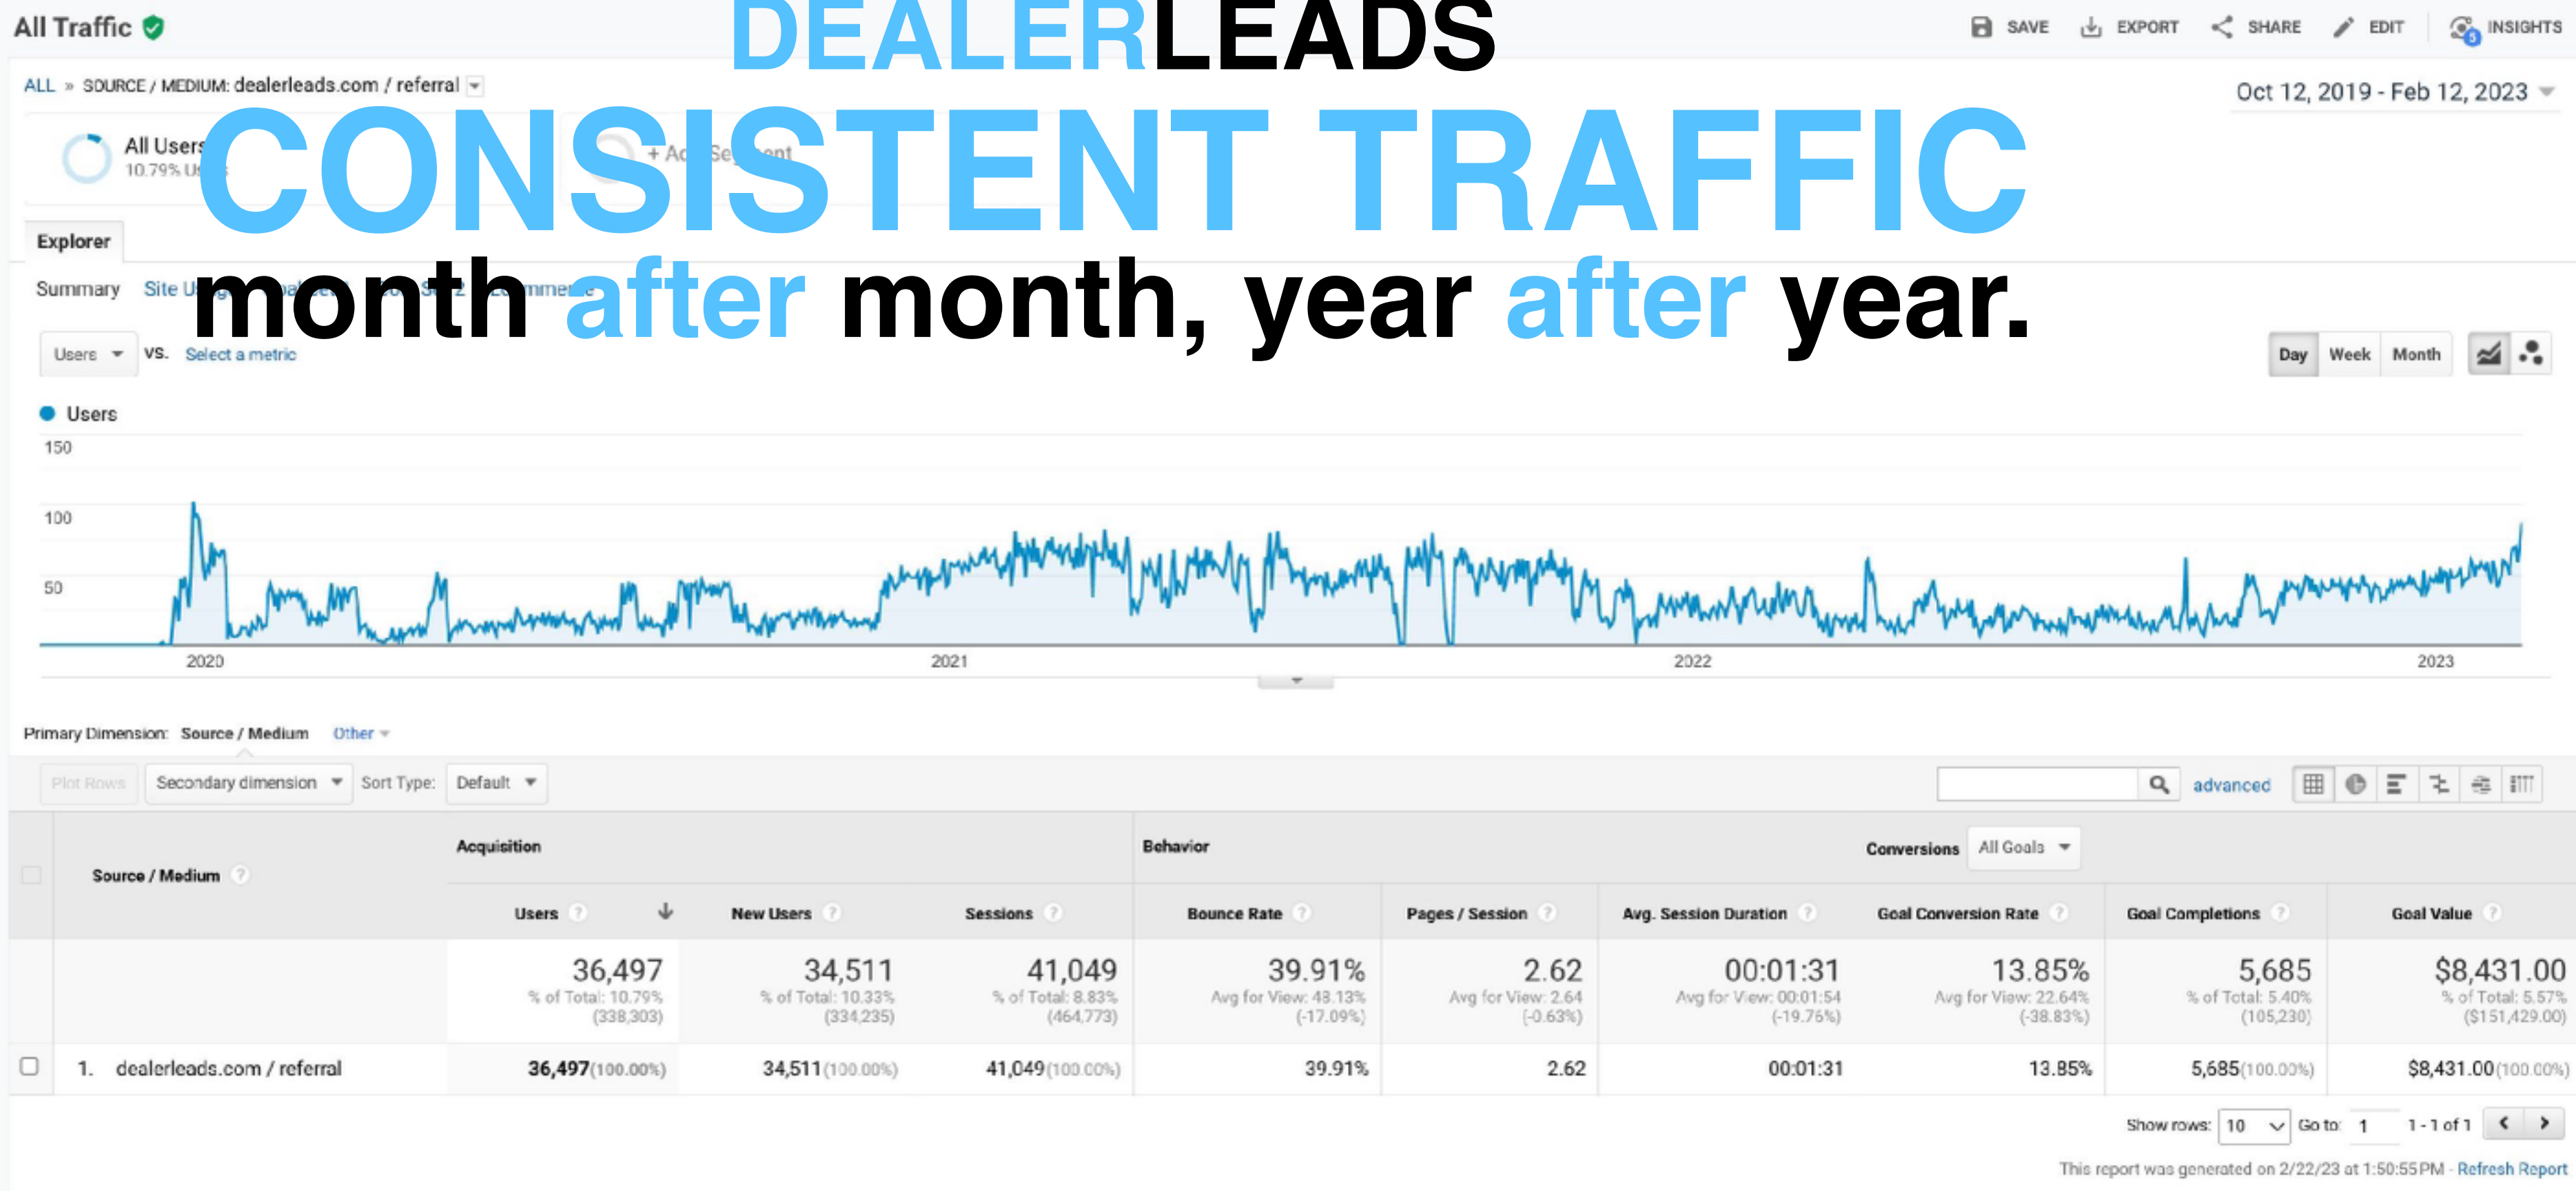 DEALERLEADS
All Traffic
SAVE EXPORT SHARE EDIT INSIGHTS
5
ALL » SOURCE / MEDIUM: dealerleads.com / referral
Oct 12, 2019 - Feb 12, 2023
CONSISTENT TRAFFIC
All Users
10.79%
+ Add Segment
Explorer
month after month, year after year.
Summary Site Usage
Users VS. Select a metric
Day Week Month
Users
150
100
50
2020 2021 2022 2023
Primary Dimension: Source / Medium Other
Plot Rows Secondary dimension Sort Type: Default advanced
Acquisition Behavior Conversions All Goals
Source / Medium ?
Users ? New Users ? Sessions ? Bounce Rate ? Pages / Session ? Avg. Session Duration ? Goal Conversion Rate ? Goal Completions ? Goal Value ?
36,497 34,511 41,049 39.91% 2.62 00:01:31 13.85% 5,685 $8,431.00
% of Total: 10.79% % of Total: 10.33% % of Total: 8.83% Avg for View: 48.13% Avg for View: 2.64 Avg for View: 00:01:54 Avg for View: 22.64% % of Total: 5.40% % of Total: 5.57%
(338,303) (334,235) (464,773) (-17.09%) (-0.63%) (-19.76%) (-38.83%) (105,230) ($151,429.00)
1. dealerleads.com / referral 36,497(100.00%) 34,511(100.00%) 41,049(100.00%) 39.91% 2.62 00:01:31 13.85% 5,685(100.00%) $8,431.00(100.00%)
Show rows: 10 Go to: 1 1 - 1 of 1
This report was generated on 2/22/23 at 1:50:55 PM - Refresh Report